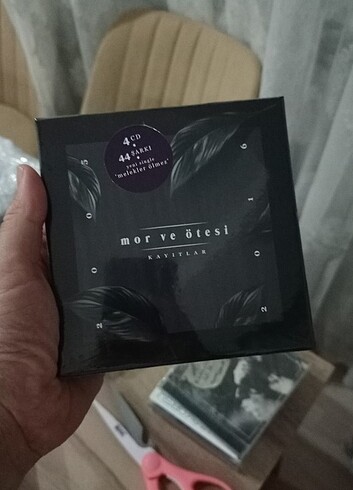 4 CD
44 ŞARKI
yeni single
"melekler ölmez"
2005
2016
mor ve ötesi
KAYITLAR